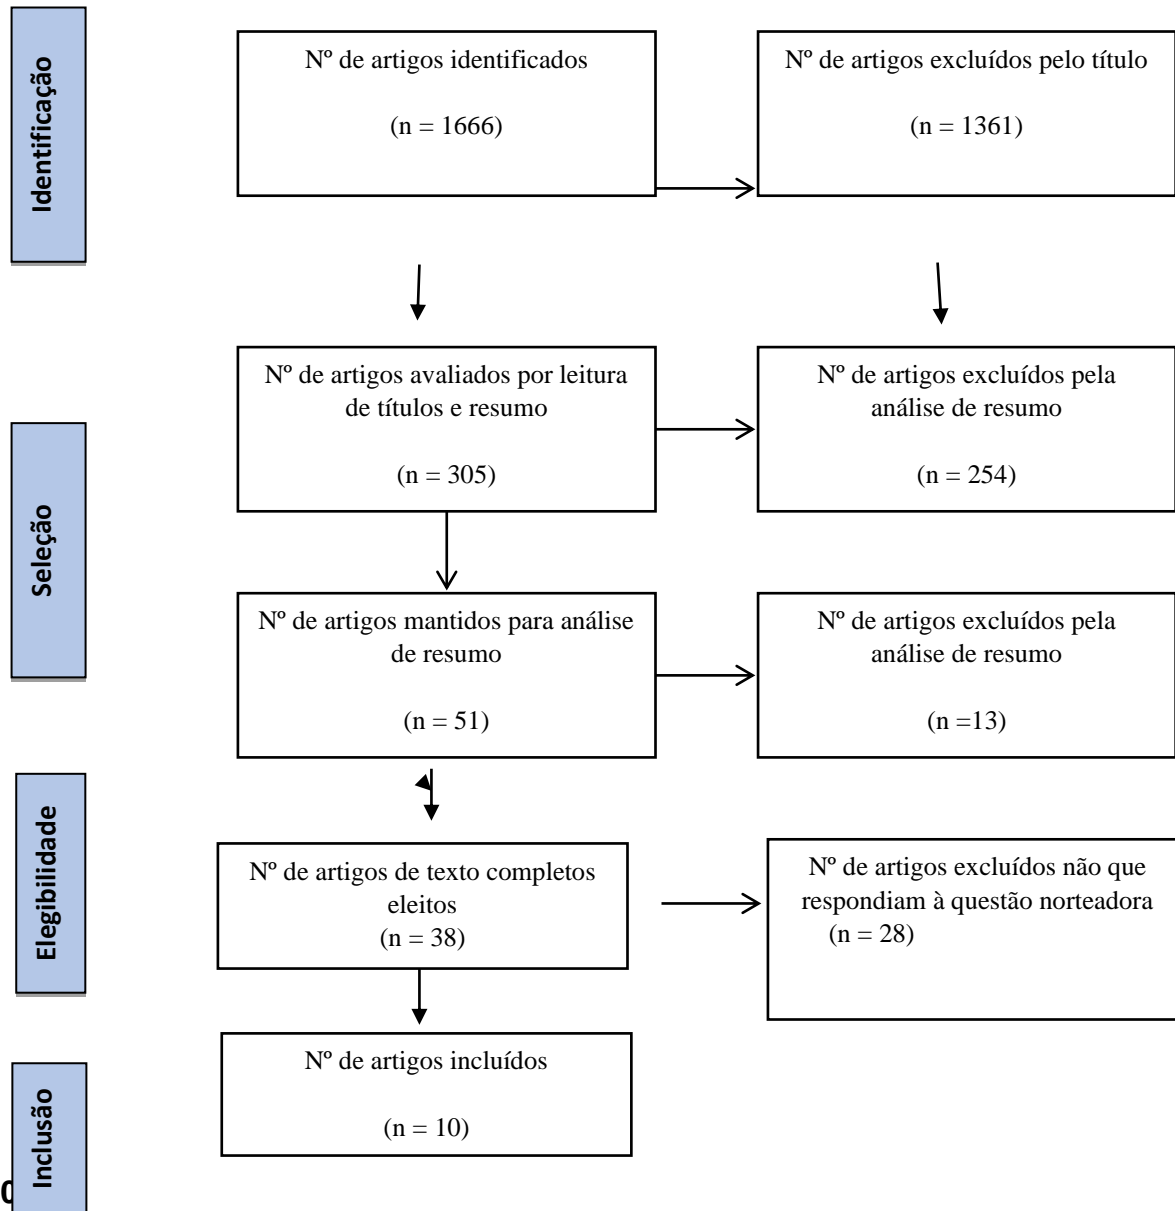 Identificação
Nº de artigos identificados
(n = 1666)
Nº de artigos excluídos pelo título
(n = 1361)
Seleção
Nº de artigos avaliados por leitura
de títulos e resumo
(n = 305)
Nº de artigos excluídos pela
análise de resumo
(n = 254)
Nº de artigos mantidos para análise
de resumo
(n = 51)
Nº de artigos excluídos pela
análise de resumo
(n =13)
Elegibilidade
Nº de artigos de texto completos
eleitos
(n = 38)
Nº de artigos excluídos não que
respondiam à questão norteadora
(n = 28)
Inclusão
Nº de artigos incluídos
(n = 10)